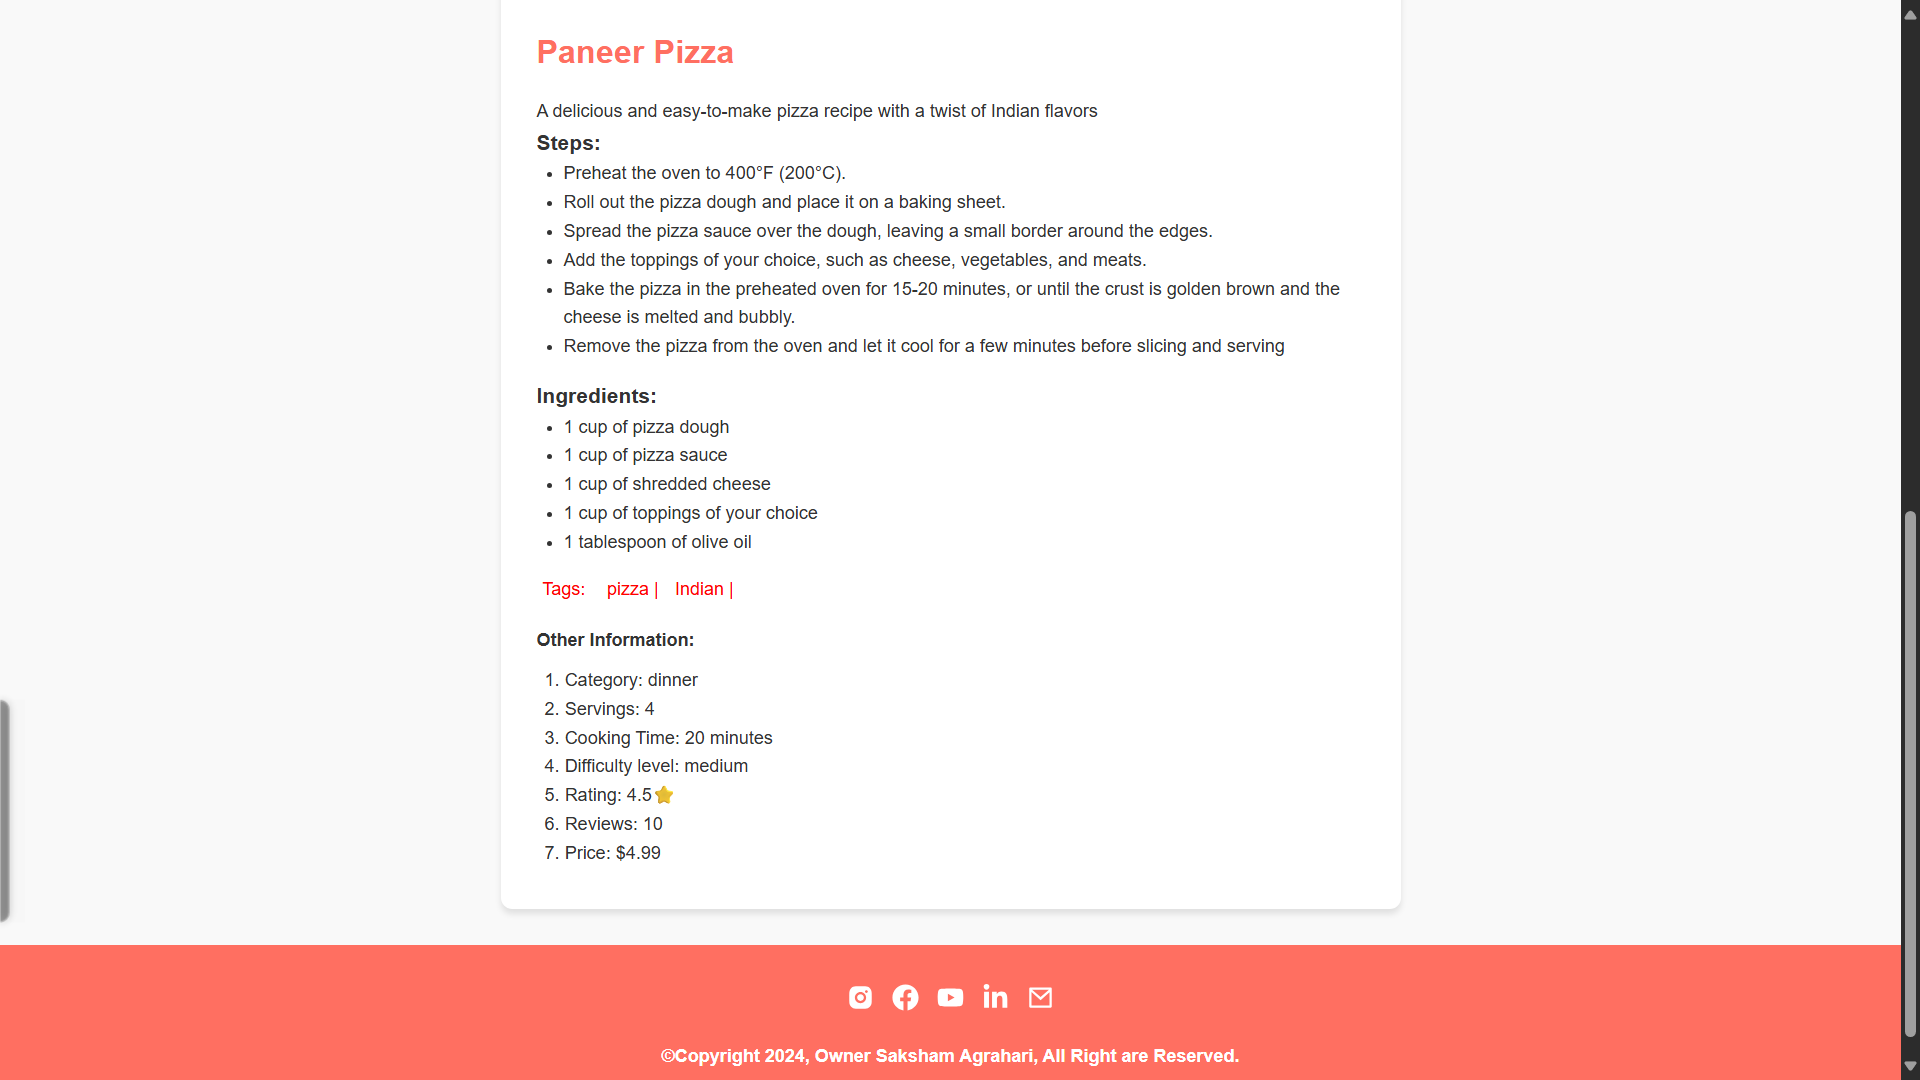 Paneer Pizza
A delicious and easy-to-make pizza recipe with a twist of Indian flavors
Steps:
• Preheat the oven to 400°F (200°C).
• Roll out the pizza dough and place it on a baking sheet.
• Spread the pizza sauce over the dough, leaving a small border around the edges.
• Add the toppings of your choice, such as cheese, vegetables, and meats.
• Bake the pizza in the preheated oven for 15-20 minutes, or until the crust is golden brown and the
cheese is melted and bubbly.
• Remove the pizza from the oven and let it cool for a few minutes before slicing and serving
Ingredients:
• 1 cup of pizza dough
• 1 cup of pizza sauce
• 1 cup of shredded cheese
• 1 cup of toppings of your choice
• 1 tablespoon of olive oil
Tags: pizza | Indian |
Other Information:
1. Category: dinner
2. Servings: 4
3. Cooking Time: 20 minutes
4. Difficulty level: medium
5. Rating: 4.5⭐
6. Reviews: 10
7. Price: $4.99
©Copyright 2024, Owner Saksham Agrahari, All Right are Reserved.